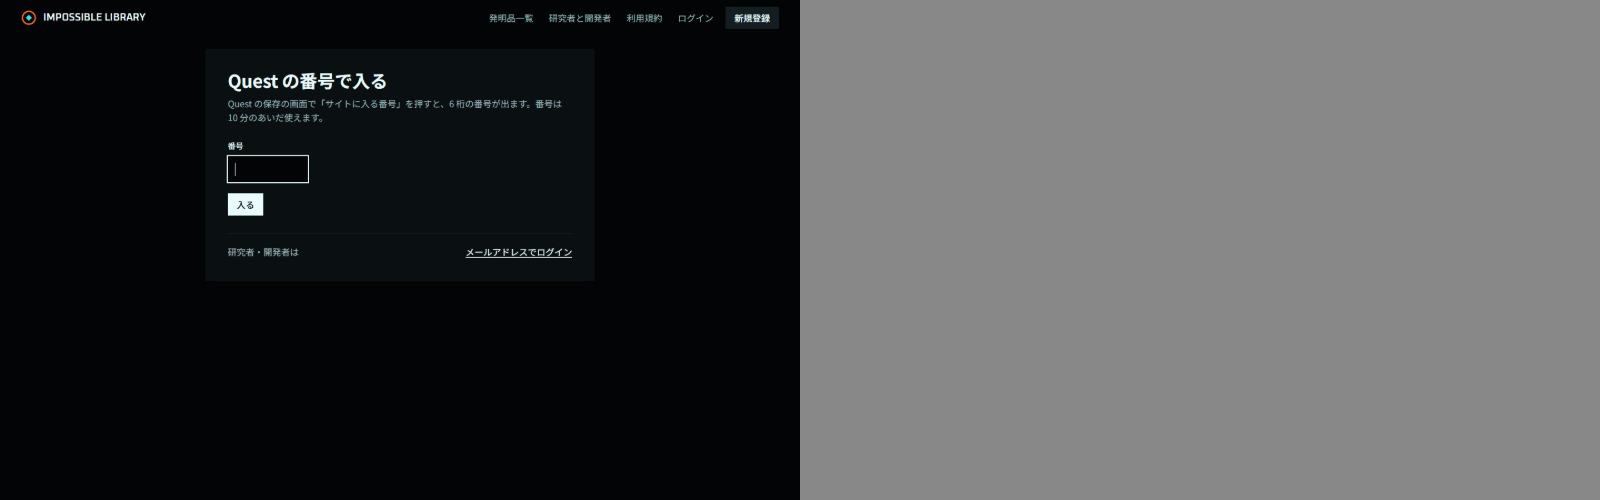 IMPOSSIBLE LIBRARY
発明品一覧 研究者と開発者 利用規約 ログイン 新規登録
Quest の番号で入る
Quest の保存の画面で「サイトに入る番号」を押すと、6 桁の番号が出ます。番号は
10 分のあいだ使えます。
番号
入る
研究者・開発者は メールアドレスでログイン